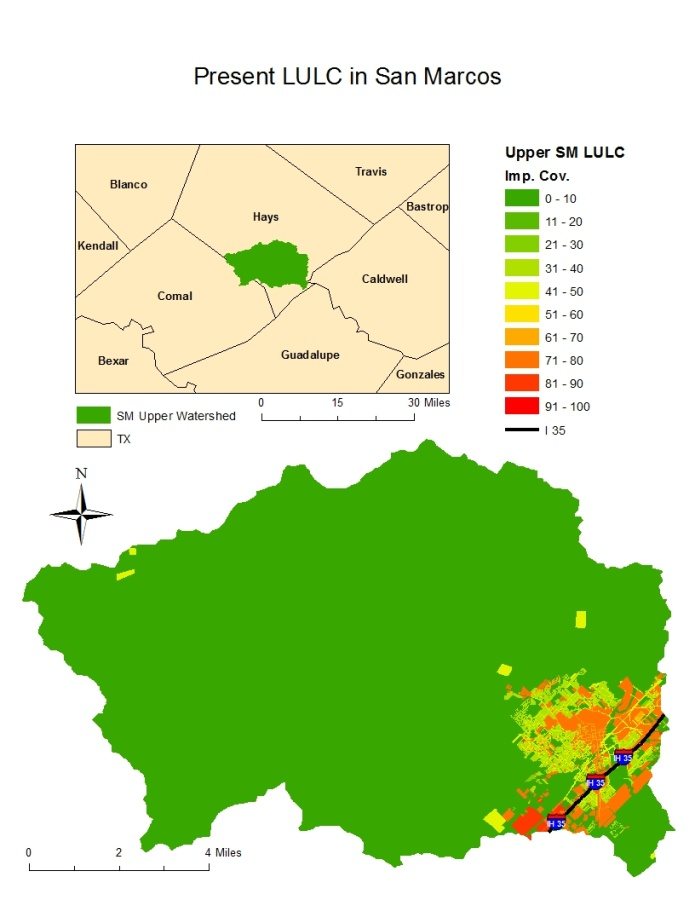 Present LULC in San Marcos
Blanco
Travis
Bastrop
Hays
Kendall
Caldwell
Comal
Guadalupe
Bexar
Gonzales
SM Upper Watershed
TX
0 15 30 Miles
Upper SM LULC
Imp. Cov.
0 - 10
11 - 20
21 - 30
31 - 40
41 - 50
51 - 60
61 - 70
71 - 80
81 - 90
91 - 100
I 35
N
IH 35
IH 35
IH 35
0 2 4 Miles